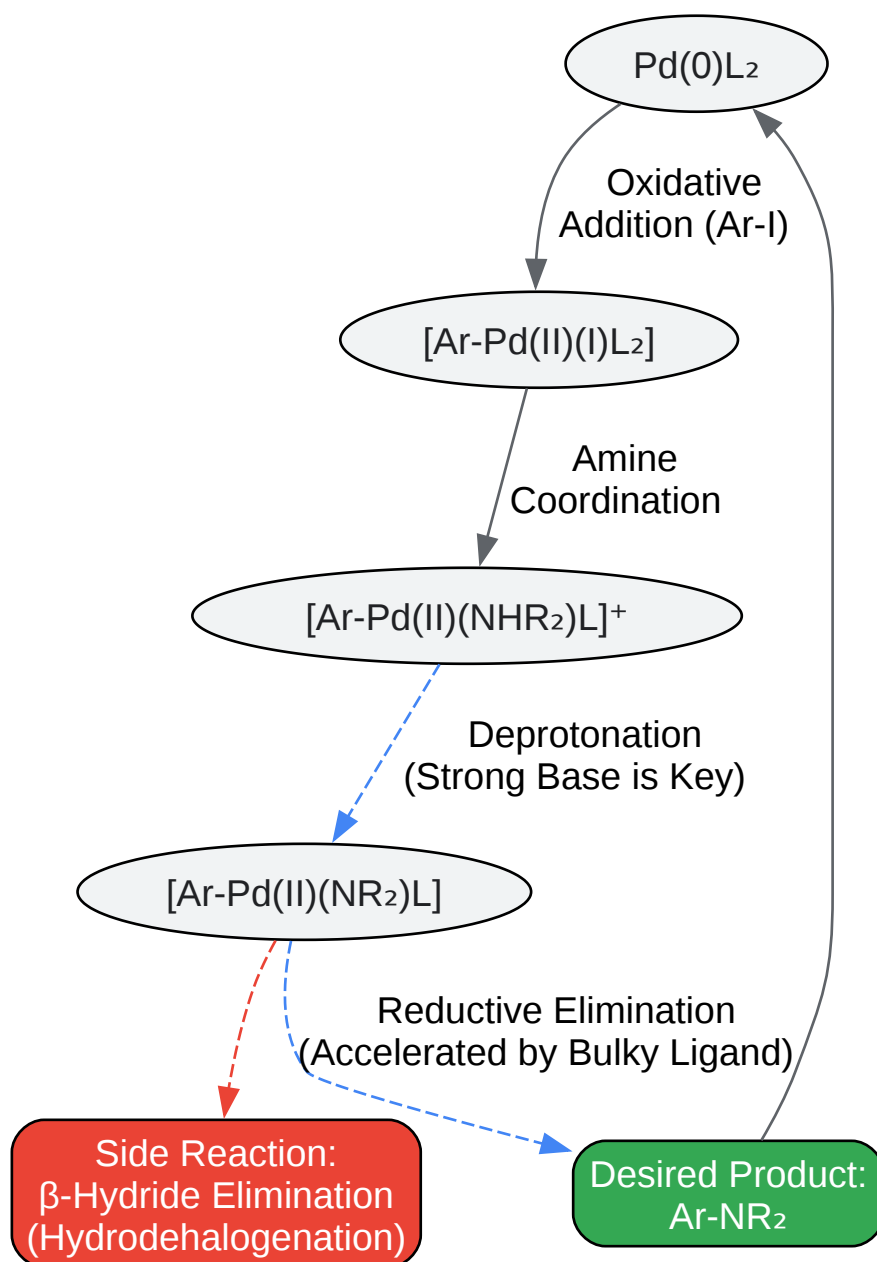 Pd(0)L₂
Oxidative
Addition (Ar-I)
[Ar-Pd(II)(I)L₂]
Amine
Coordination
[Ar-Pd(II)(NHR₂)L]⁺
Deprotonation
(Strong Base is Key)
[Ar-Pd(II)(NR₂)L]
Reductive Elimination
(Accelerated by Bulky Ligand)
Side Reaction:
β-Hydride Elimination
(Hydrodehalogenation)
Desired Product:
Ar-NR₂